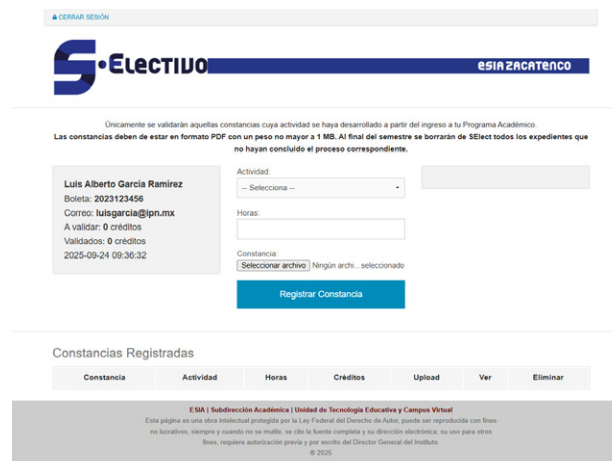 CERRAR SESIÓN
S•ELECTIVO
ESIA ZACATENCO
Únicamente se validarán aquellas constancias cuya actividad se haya desarrollado a partir del ingreso a tu Programa Académico.
Las constancias deben de estar en formato PDF con un peso no mayor a 1 MB. Al final del semestre se borrarán de SElect todos los expedientes que
no hayan concluido el proceso correspondiente.
Luis Alberto García Ramírez
Boleta: 2023123456
Correo: luisgarcia@ipn.mx
A validar: 0 créditos
Validados: 0 créditos
2025-09-24 09:36:32
Actividad:
-- Selecciona --
Horas:
Constancia:
Seleccionar archivo Ningún archi...seleccionado
Registrar Constancia
Constancias Registradas
Constancia Actividad Horas Créditos Upload Ver Eliminar
ESIA | Subdirección Académica | Unidad de Tecnología Educativa y Campus Virtual
Esta página es una obra intelectual protegida por la Ley Federal del Derecho de Autor, puede ser reproducida con fines
no lucrativos, siempre y cuando no se mutile, se cite la fuente completa y su dirección electrónica; su uso para otros
fines, requiere autorización previa y por escrito del Director General del Instituto.
© 2025